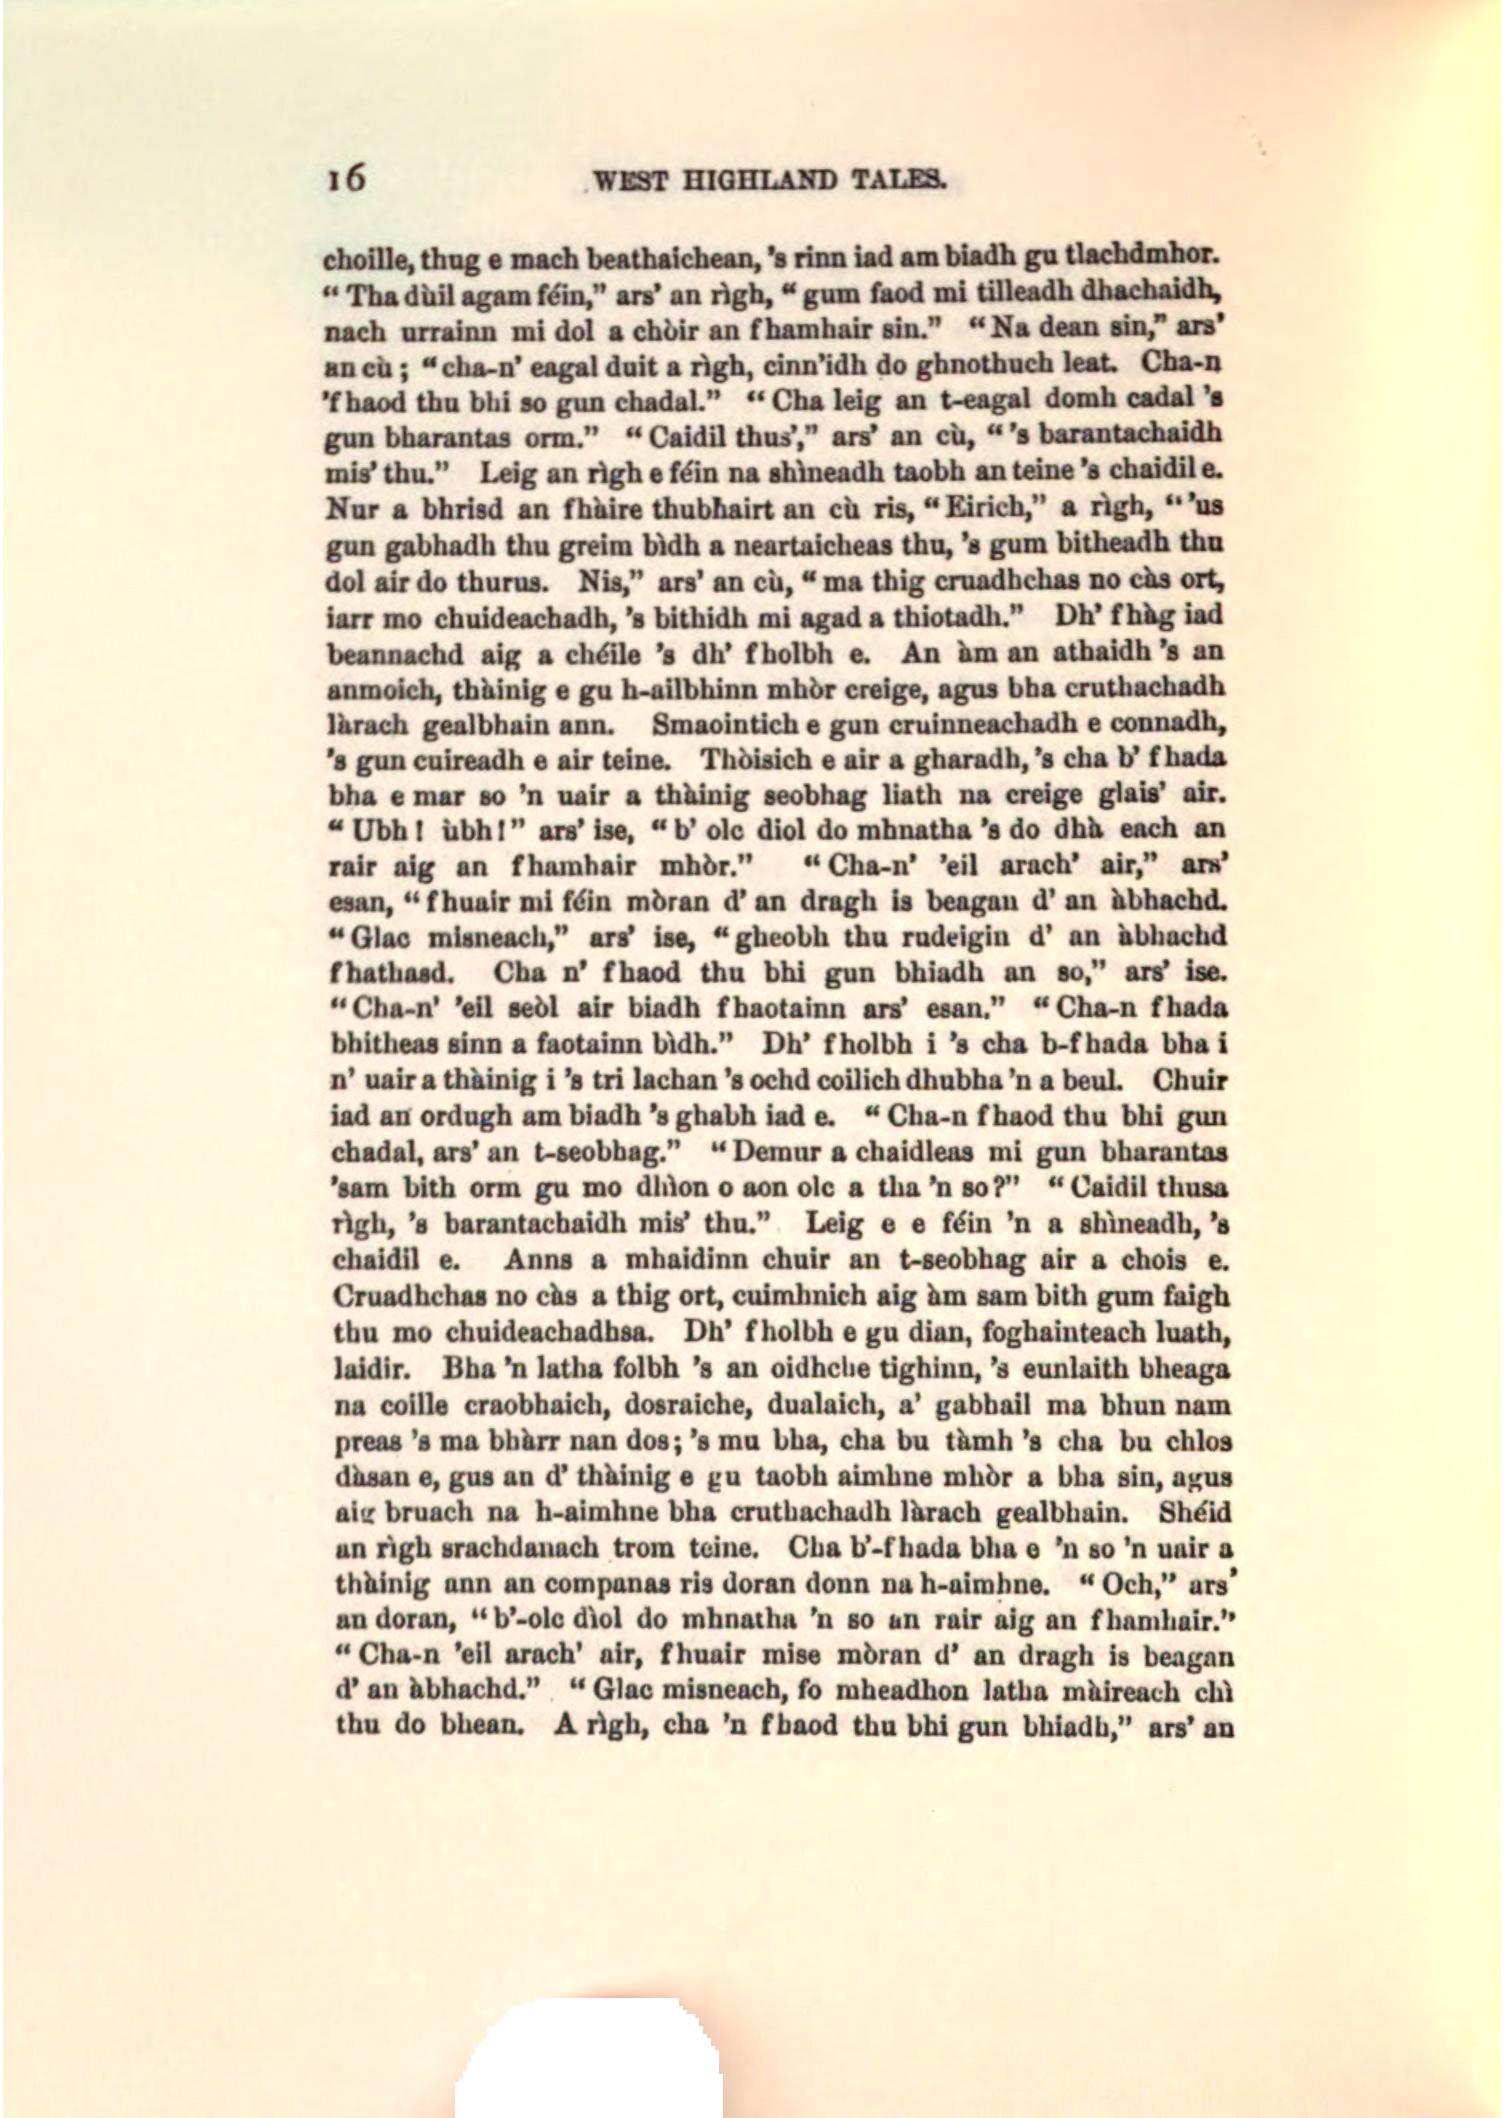 16 WEST HIGHLAND TALES.
choille, thug e mach beathaichean, 's rinn iad am biadh gu tlachdmhor.
“ Tha dùil agam féin,” ars' an rìgh, “ gum faod mi tilleadh dhachaidh,
nach urrainn mi dol a chòir an fhamhair sin.” “ Na dean sin,” ars'
an cù ; “ cha-n' eagal duit a rìgh, cinn'idh do ghnothuch leat. Cha-n
'fhaod thu bhi so gun chadal.” “ Cha leig an t-eagal domh cadal 's
gun bharantas orm.” “ Caidil thus',” ars' an cù, “ 's barantachaidh
mis' thu.” Leig an rìgh e féin na shìneadh taobh an teine 's chaidil e.
Nur a bhrisd an fhàire thubhairt an cù ris, “ Eirich,” a rìgh, “ 'us
gun gabhadh thu greim bìdh a neartaicheas thu, 's gum bitheadh thu
dol air do thurus. Nis,” ars' an cù, “ ma thig cruadhchas no càs ort,
iarr mo chuideachadh, 's bithidh mi agad a thiotadh.” Dh' fhàg iad
beannachd aig a chéile 's dh' fholbh e. An àm an athaidh 's an
anmoich, thàinig e gu h-ailbhinn mhòr creige, agus bha cruthachadh
làrach gealbhain ann. Smaointich e gun cruinneachadh e connadh,
's gun cuireadh e air teine. Thòisich e air a gharadh, 's cha b' fhada
bha e mar so 'n uair a thàinig seobhag liath na creige glais' air.
“ Ubh ! ùbh !” ars' ise, “ b' olc diol do mhnatha 's do dhà each an
rair aig an fhamhair mhòr.” “ Cha-n' 'eil arach' air,” ars'
esan, “ fhuair mi féin mòran d' an dragh is beagan d' an àbhachd.
“ Glac misneach,” ars' ise, “ gheobh thu rudeigin d' an àbhachd
fhathasd. Cha n' fhaod thu bhi gun bhiadh an so,” ars' ise.
“ Cha-n' 'eil seòl air biadh fhaotainn ars' esan.” “ Cha-n fhada
bhitheas sinn a faotainn bìdh.” Dh' fholbh i 's cha b-fhada bha i
n' uair a thàinig i 's tri lachan 's ochd coilich dhubha 'n a beul. Chuir
iad an ordugh am biadh 's ghabh iad e. “ Cha-n fhaod thu bhi gun
chadal, ars' an t-seobhag.” “ Demur a chaidleas mi gun bharantas
'sam bith orm gu mo dhìon o aon olc a tha 'n so ?” “ Caidil thusa
rìgh, 's barantachaidh mis' thu.” Leig e e féin 'n a shìneadh, 's
chaidil e. Anns a mhaidinn chuir an t-seobhag air a chois e.
Cruadhchas no càs a thig ort, cuimhnich aig àm sam bith gum faigh
thu mo chuideachadhsa. Dh' fholbh e gu dian, foghainteach luath,
laidir. Bha 'n latha folbh 's an oidhche tighinn, 's eunlaith bheaga
na coille craobhaich, dosraiche, dualaich, a' gabhail ma bhun nam
preas 's ma bhàrr nan dos ; 's mu bha, cha bu tàmh 's cha bu chlos
dàsan e, gus an d' thàinig e gu taobh aimhne mhòr a bha sin, agus
aig bruach na h-aimhne bha cruthachadh làrach gealbhain. Shéid
an rìgh srachdanach trom teine. Cha b'-fhada bha e 'n so 'n uair a
thàinig ann an companas ris doran donn na h-aimhne. “ Och,” ars'
an doran, “ b'-olc dìol do mhnatha 'n so an rair aig an fhamhair.”
“ Cha-n 'eil arach' air, fhuair mise mòran d' an dragh is beagan
d' an àbhachd.” “ Glac misneach, fo mheadhon latha màireach chì
thu do bhean. A rìgh, cha 'n fhaod thu bhi gun bhiadh,” ars' an